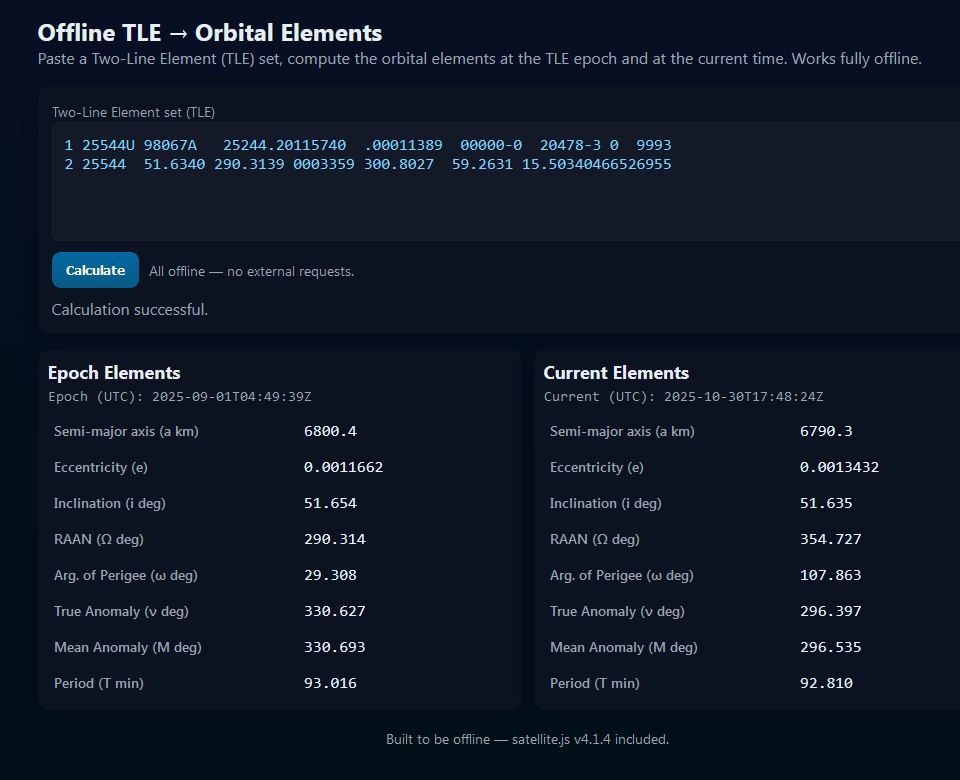 Offline TLE → Orbital Elements
Paste a Two-Line Element (TLE) set, compute the orbital elements at the TLE epoch and at the current time. Works fully offline.
Two-Line Element set (TLE)
1 25544U 98067A   25244.20115740  .00011389  00000-0  20478-3 0  9993
2 25544  51.6340 290.3139 0003359 300.8027  59.2631 15.50340466526955
Calculate
All offline — no external requests.
Calculation successful.
Epoch Elements
Epoch (UTC): 2025-09-01T04:49:39Z
Semi-major axis (a km) 6800.4
Eccentricity (e) 0.0011662
Inclination (i deg) 51.654
RAAN (Ω deg) 290.314
Arg. of Perigee (ω deg) 29.308
True Anomaly (ν deg) 330.627
Mean Anomaly (M deg) 330.693
Period (T min) 93.016
Current Elements
Current (UTC): 2025-10-30T17:48:24Z
Semi-major axis (a km) 6790.3
Eccentricity (e) 0.0013432
Inclination (i deg) 51.635
RAAN (Ω deg) 354.727
Arg. of Perigee (ω deg) 107.863
True Anomaly (ν deg) 296.397
Mean Anomaly (M deg) 296.535
Period (T min) 92.810
Built to be offline — satellite.js v4.1.4 included.